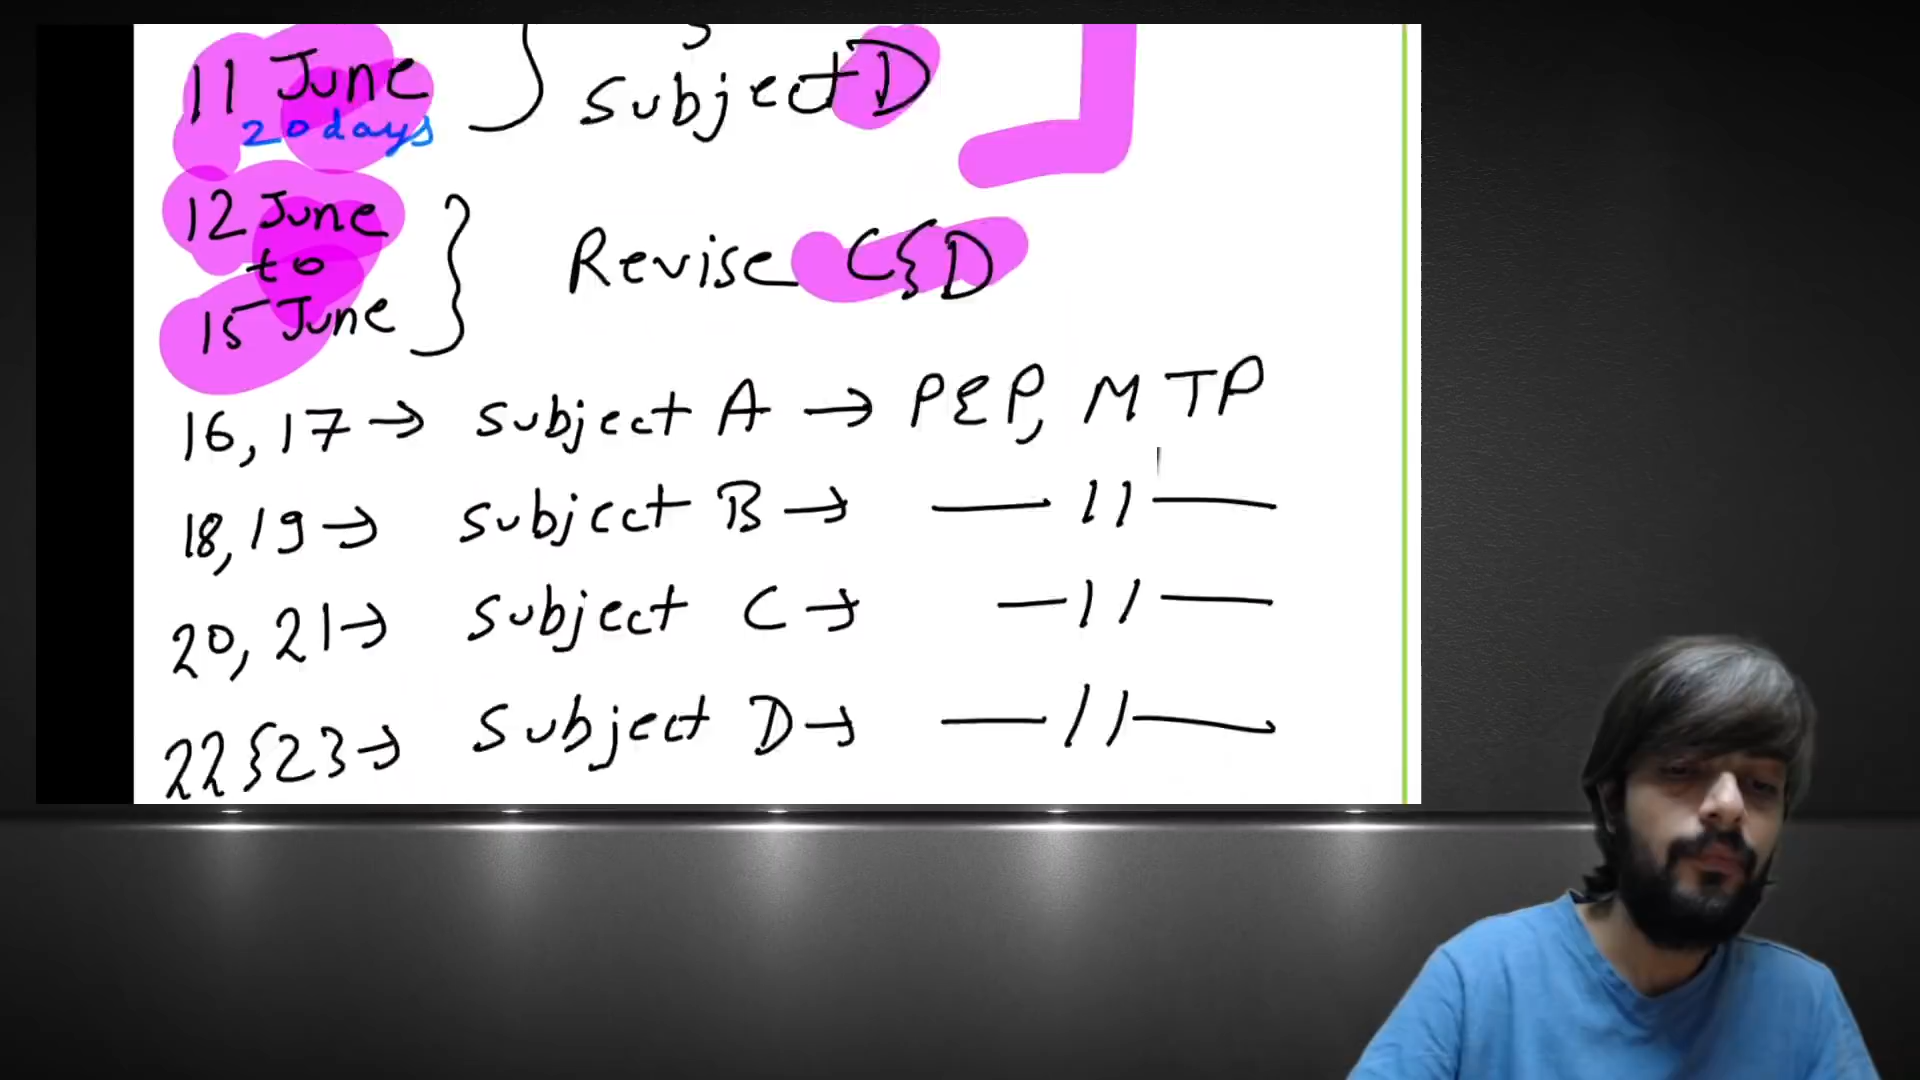 11 June
20 days
Subject D
12 June
to
15 June
Revise C & D
16, 17 → Subject A → PEP, MTP
18, 19 → Subject B → — 11 —
20, 21 → Subject C → — 11 —
22 & 23 → Subject D → — 11 —